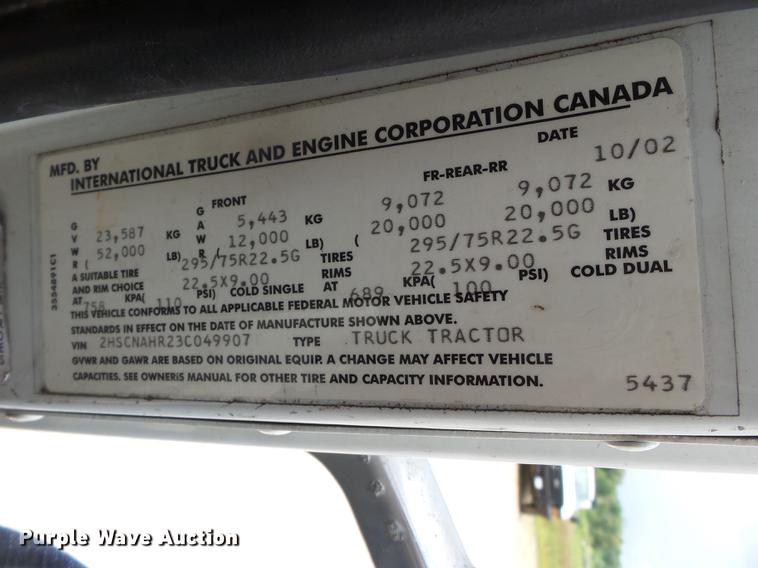 MFD. BY
INTERNATIONAL TRUCK AND ENGINE CORPORATION CANADA
FRONT FR-REAR-RR DATE 10/02
G V W R 23,587 KG G A W R 5,443 KG 9,072 9,072 KG
( 52,000 LB) ( 12,000 LB) ( 20,000 20,000 LB)
A SUITABLE TIRE 295/75R22.5G TIRES 295/75R22.5G TIRES
AND RIM CHOICE 22.5X9.00 RIMS 22.5X9.00 RIMS
AT 758 KPA( 110 PSI) COLD SINGLE AT 689 KPA( 100 PSI) COLD DUAL
THIS VEHICLE CONFORMS TO ALL APPLICABLE FEDERAL MOTOR VEHICLE SAFETY
STANDARDS IN EFFECT ON THE DATE OF MANUFACTURE SHOWN ABOVE.
VIN 2HSCNAHR23C049907 TYPE TRUCK TRACTOR
GVWR AND GAWR ARE BASED ON ORIGINAL EQUIP. A CHANGE MAY AFFECT VEHICLE
CAPACITIES. SEE OWNERiS MANUAL FOR OTHER TIRE AND CAPACITY INFORMATION.
5437
3554891C1
Purple Wave Auction